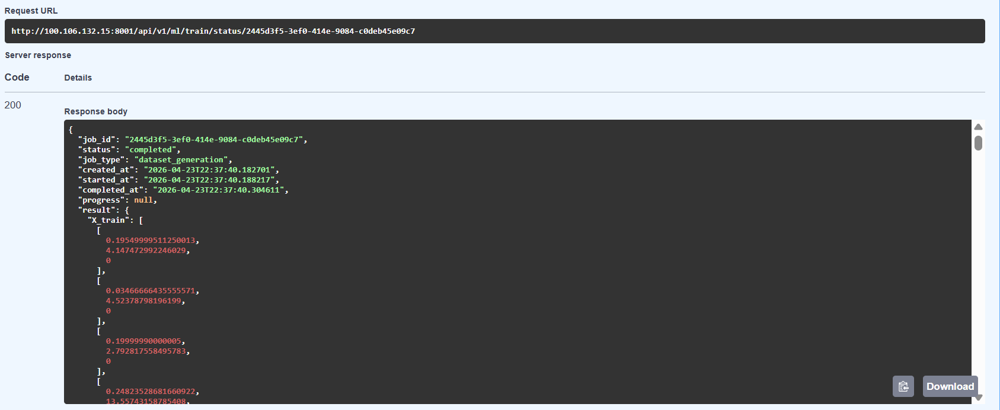 Request URL
http://100.106.132.15:8001/api/v1/ml/train/status/2445d3f5-3ef0-414e-9084-c0deb45e09c7
Server response
Code Details
200
Response body
{
"job_id": "2445d3f5-3ef0-414e-9084-c0deb45e09c7",
"status": "completed",
"job_type": "dataset_generation",
"created_at": "2026-04-23T22:37:40.182701",
"started_at": "2026-04-23T22:37:40.188217",
"completed_at": "2026-04-23T22:37:40.304611",
"progress": null,
"result": {
"X_train": [
[
0.19549999511250013,
4.147472992246029,
0
],
[
0.03466666435555571,
4.52378798196199,
0
],
[
0.19999990000005,
2.792817558495783,
0
],
[
0.24823528681660922,
13.55743158785408,
Download